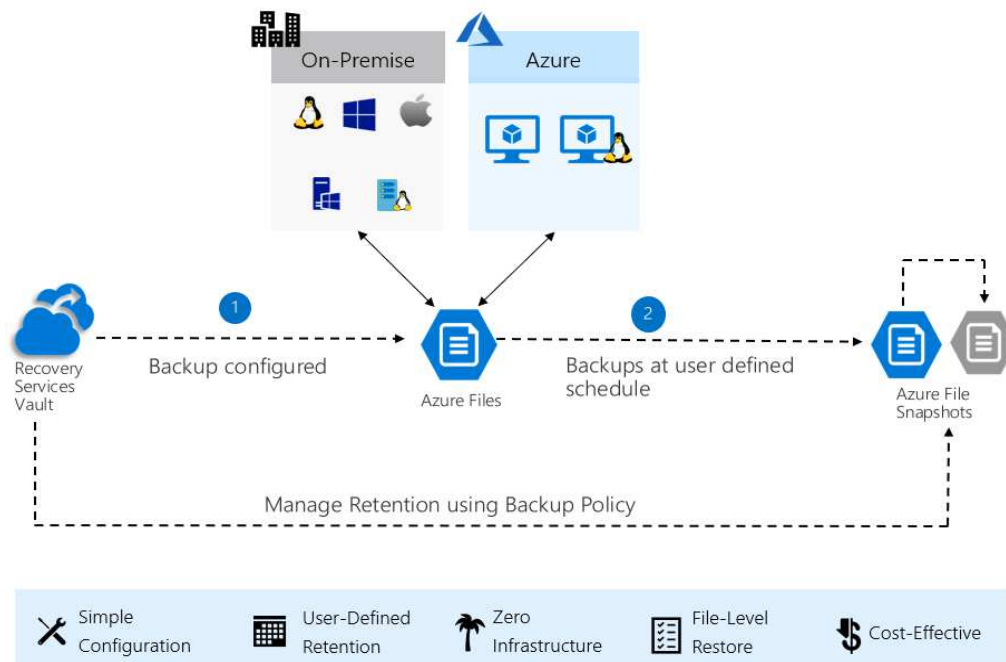 On-Premise
Azure
1
2
Backup configured
Backups at user defined
schedule
Recovery
Services
Vault
Azure Files
Azure File
Snapshots
Manage Retention using Backup Policy
Simple
Configuration
User-Defined
Retention
Zero
Infrastructure
File-Level
Restore
Cost-Effective